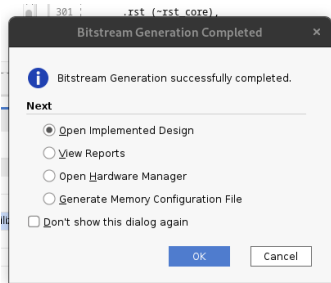 301 .rst (~rst_core),
Bitstream Generation Completed
Bitstream Generation successfully completed.
Next
Open Implemented Design
View Reports
Open Hardware Manager
Generate Memory Configuration File
Don't show this dialog again
OK Cancel